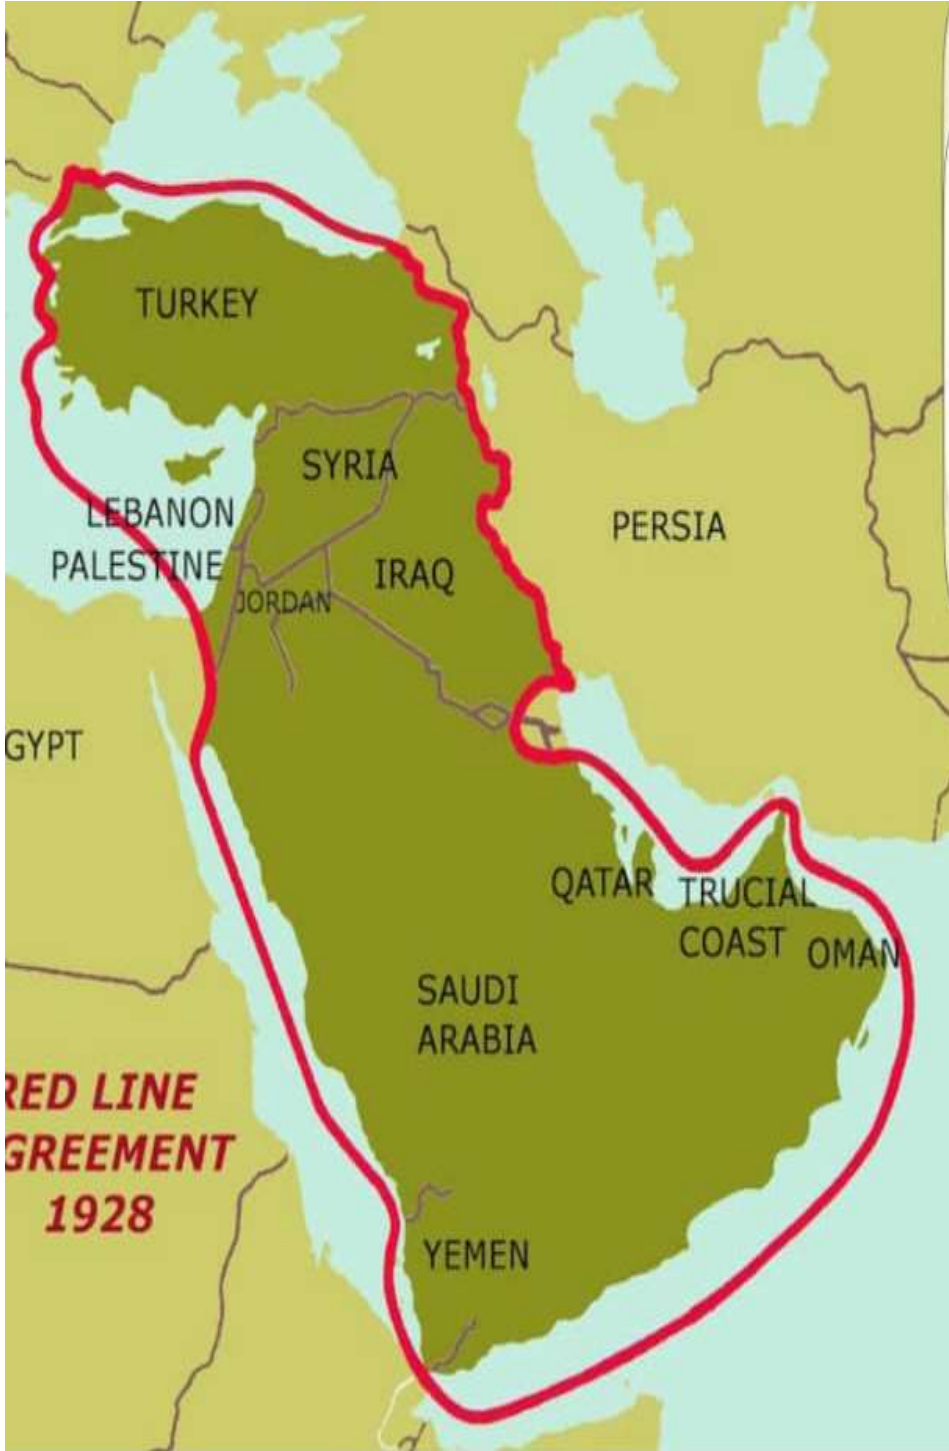 TURKEY
SYRIA
LEBANON
PERSIA
PALESTINE
IRAQ
JORDAN
GYPT
QATAR
TRUCIAL
COAST
OMAN
SAUDI
ARABIA
RED LINE
GREEMENT
1928
YEMEN